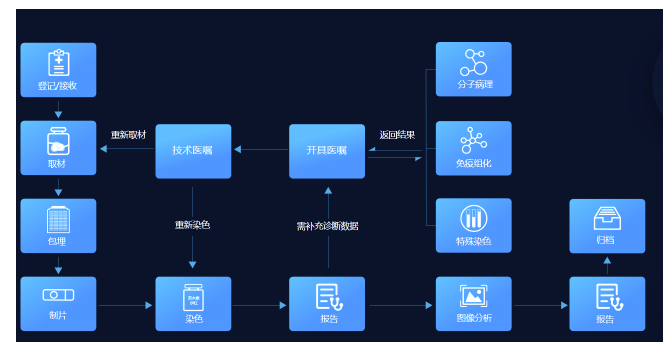 登记/接收
分子病理
重新取材
返回结果
取材
技术医嘱
开具医嘱
免疫组化
重新染色
需补充诊断数据
包埋
特殊染色
归档
制片
染色
报告
图像分析
报告